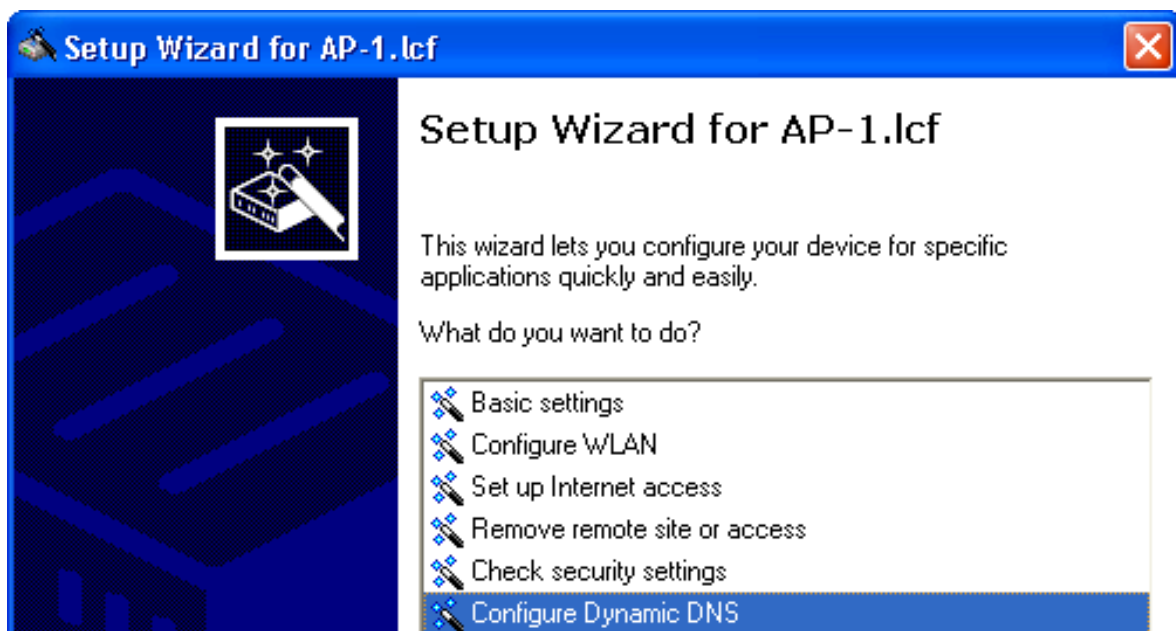 Setup Wizard for AP-1.lcf
Setup Wizard for AP-1.lcf
This wizard lets you configure your device for specific
applications quickly and easily.
What do you want to do?
Basic settings
Configure WLAN
Set up Internet access
Remove remote site or access
Check security settings
Configure Dynamic DNS